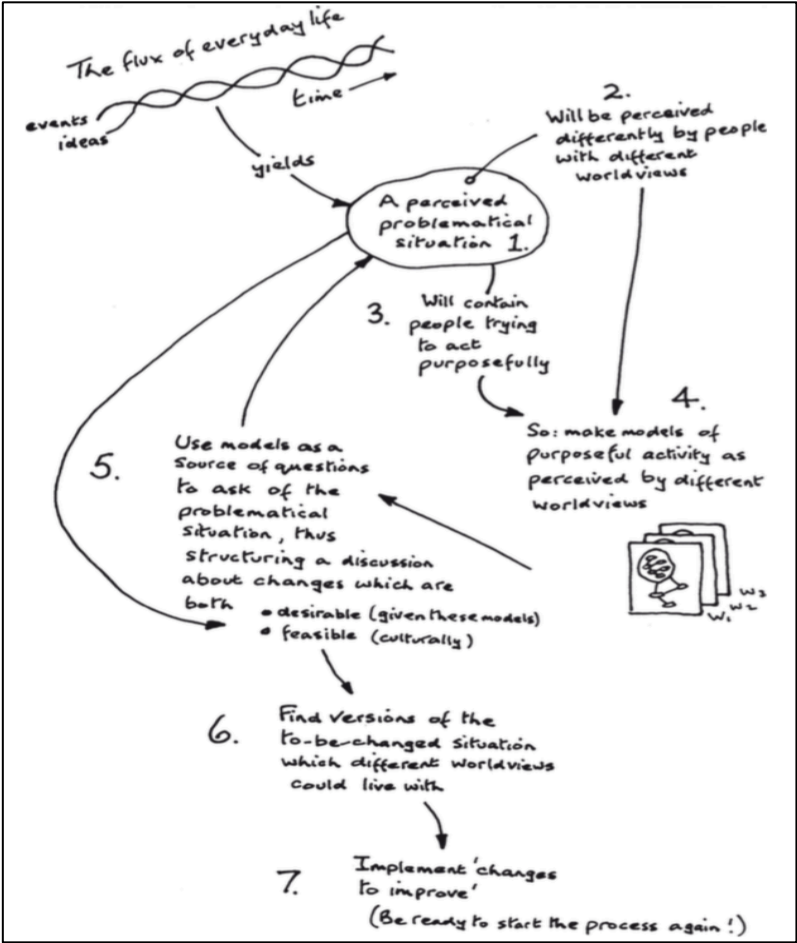 The flux of everyday life
time
events
ideas
yields
2.
Will be perceived
differently by people
with different
worldviews
A perceived
problematical
situation 1.
3.
Will contain
people trying
to act
purposefully
4.
So: make models of
purposeful activity as
perceived by different
worldviews
W3
W2
W1
5.
Use models as a
source of questions
to ask of the
problematical
situation, thus
structuring a discussion
about changes which are
both
• desirable (given these models)
• feasible (culturally)
6.
Find versions of the
to-be-changed situation
which different worldviews
could live with
7.
Implement 'changes
to improve'
(Be ready to start the process again!)